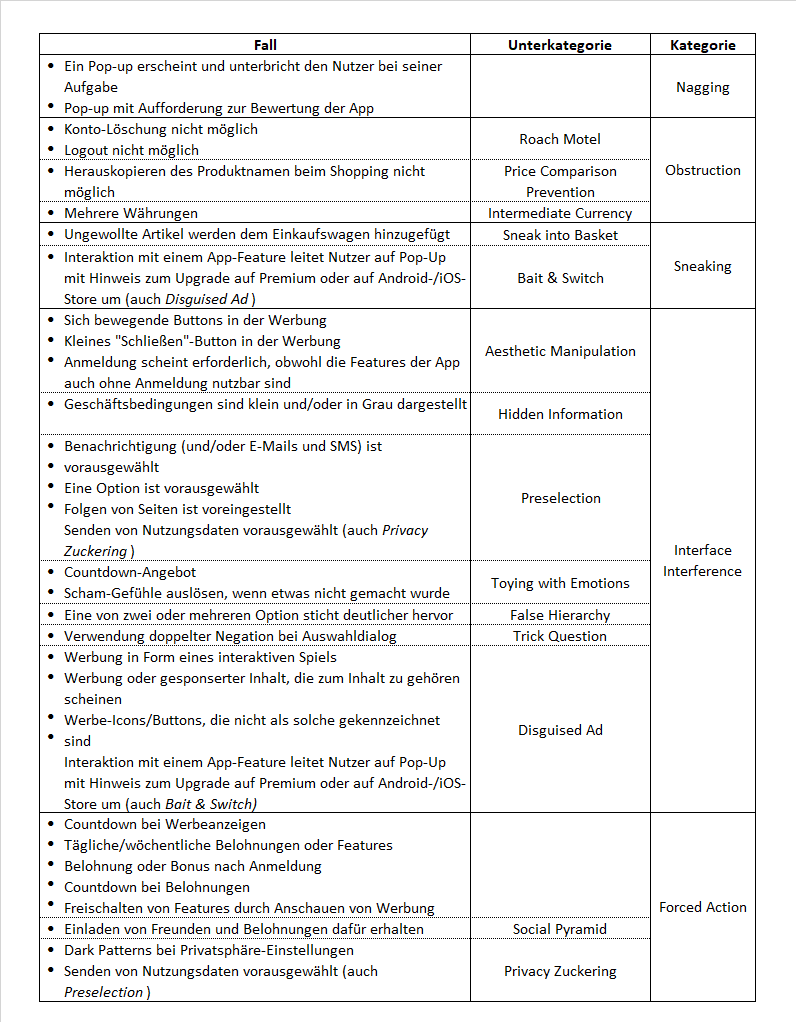 Fall Unterkategorie Kategorie
• Ein Pop-up erscheint und unterbricht den Nutzer bei seiner
Aufgabe
• Pop-up mit Aufforderung zur Bewertung der App
Nagging
• Konto-Löschung nicht möglich
• Logout nicht möglich
Roach Motel
• Herauskopieren des Produktnamen beim Shopping nicht
möglich
Price Comparison
Prevention
• Mehrere Währungen
Intermediate Currency
Obstruction
• Ungewollte Artikel werden dem Einkaufswagen hinzugefügt
Sneak into Basket
• Interaktion mit einem App-Feature leitet Nutzer auf Pop-Up
mit Hinweis zum Upgrade auf Premium oder auf Android-/iOS-
Store um (auch Disguised Ad )
Bait & Switch
Sneaking
• Sich bewegende Buttons in der Werbung
• Kleines "Schließen"-Button in der Werbung
• Anmeldung scheint erforderlich, obwohl die Features der App
auch ohne Anmeldung nutzbar sind
Aesthetic Manipulation
• Geschäftsbedingungen sind klein und/oder in Grau dargestellt
Hidden Information
• Benachrichtigung (und/oder E-Mails und SMS) ist
• vorausgewählt
• Eine Option ist vorausgewählt
• Folgen von Seiten ist voreingestellt
Senden von Nutzungsdaten vorausgewählt (auch Privacy
Zuckering )
Preselection
• Countdown-Angebot
• Scham-Gefühle auslösen, wenn etwas nicht gemacht wurde
Toying with Emotions
• Eine von zwei oder mehreren Option sticht deutlicher hervor
False Hierarchy
• Verwendung doppelter Negation bei Auswahldialog
Trick Question
• Werbung in Form eines interaktiven Spiels
• Werbung oder gesponserter Inhalt, die zum Inhalt zu gehören
scheinen
• Werbe-Icons/Buttons, die nicht als solche gekennzeichnet
• sind
Interaktion mit einem App-Feature leitet Nutzer auf Pop-Up
mit Hinweis zum Upgrade auf Premium oder auf Android-/iOS-
Store um (auch Bait & Switch)
Disguised Ad
Interface
Interference
• Countdown bei Werbeanzeigen
• Tägliche/wöchentliche Belohnungen oder Features
• Belohnung oder Bonus nach Anmeldung
• Countdown bei Belohnungen
• Freischalten von Features durch Anschauen von Werbung
• Einladen von Freunden und Belohnungen dafür erhalten
Social Pyramid
• Dark Patterns bei Privatsphäre-Einstellungen
• Senden von Nutzungsdaten vorausgewählt (auch
Preselection )
Privacy Zuckering
Forced Action